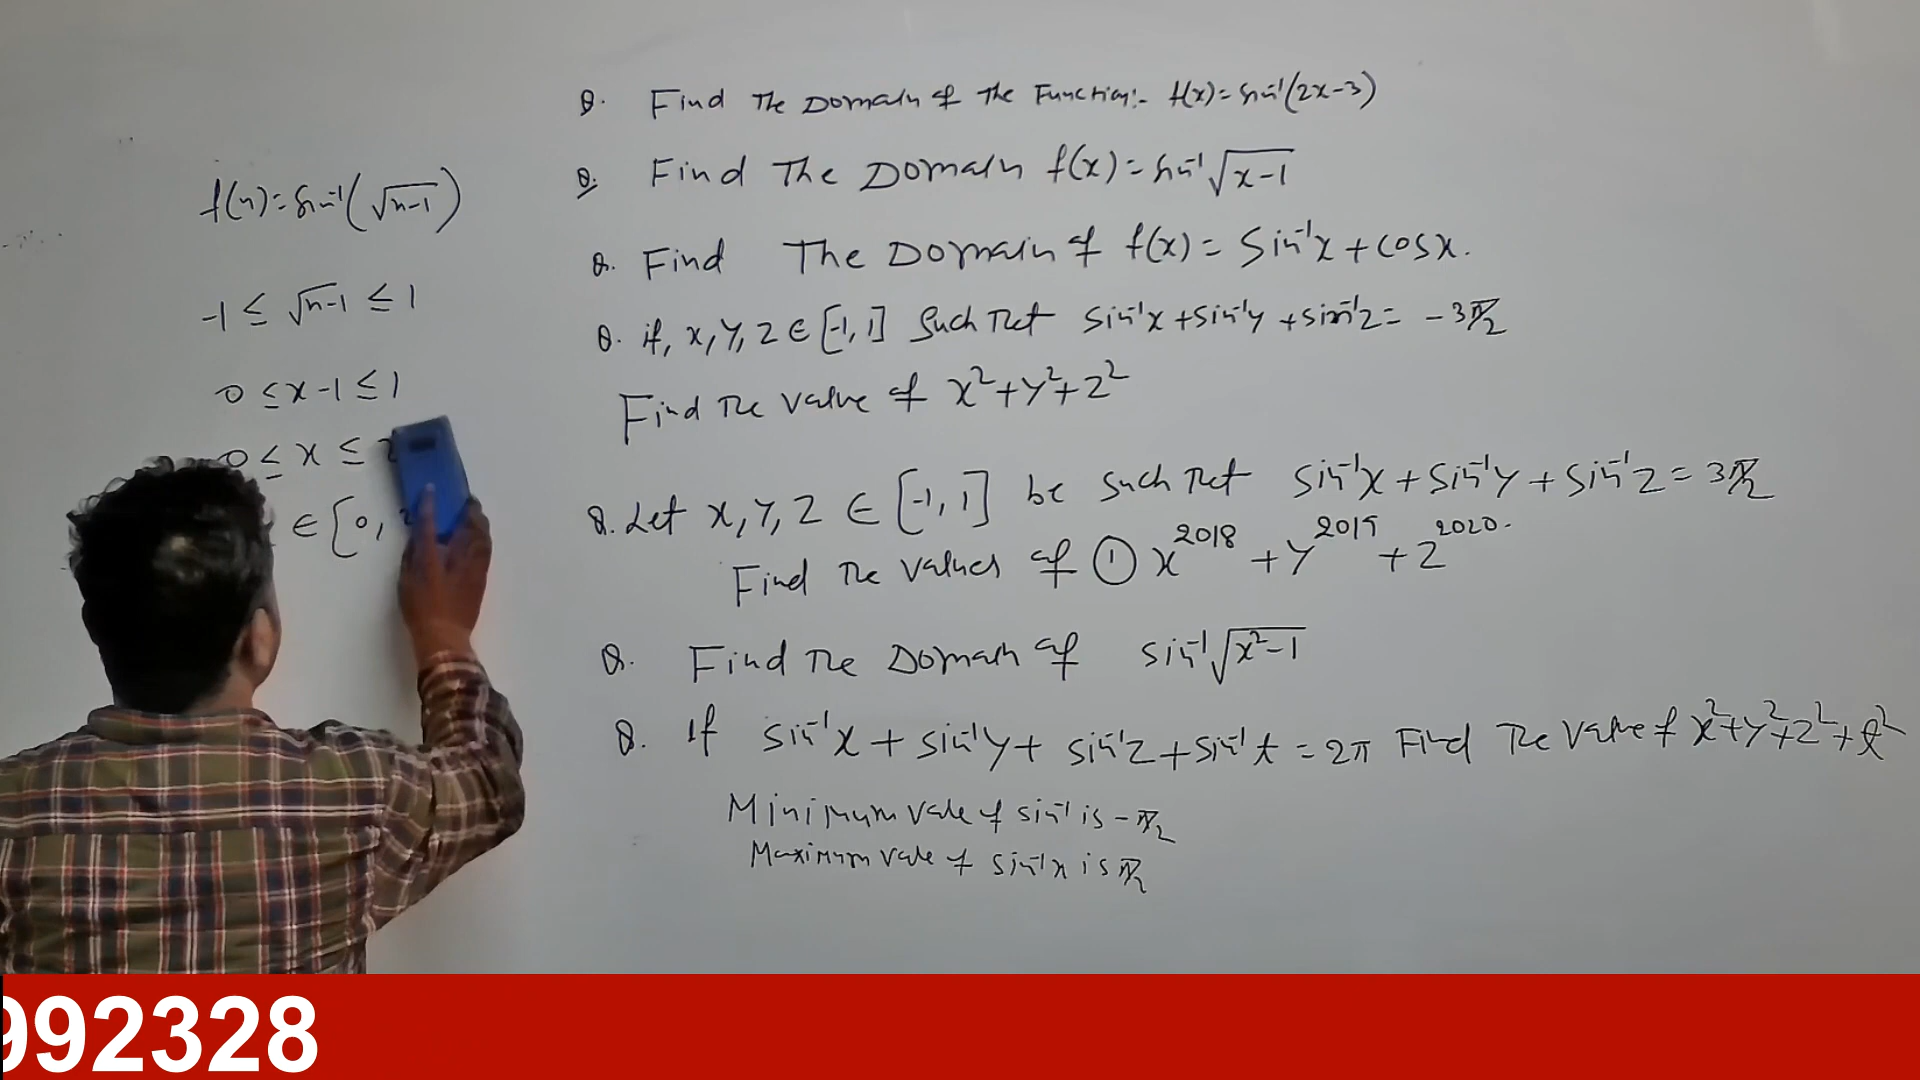 f(n)=Sin⁻¹(√n-1)
-1 ≤ √n-1 ≤ 1
0 ≤ x-1 ≤ 1
0 ≤ x ≤ 2
∈ [0,
Q. Find The Domain of The Function:- f(x)= Sin⁻¹(2x-3)
Q. Find The Domain f(x)= Sin⁻¹√x-1
Q. Find The Domain of f(x) = Sin⁻¹x + cosx.
Q. if, x, y, z ∈ [-1, 1] Such That Sin⁻¹x +Sin⁻¹y +Sin⁻¹z = -3π/2
Find The value of x²+y²+z²
Q. Let x, y, z ∈ [-1, 1] be such That Sin⁻¹x + Sin⁻¹y + Sin⁻¹z = 3π/2
Find The values of ① x²⁰¹⁸ + y²⁰¹⁹ + z²⁰²⁰.
Q. Find The Domain of Sin⁻¹√x²-1
Q. If Sin⁻¹x + Sin⁻¹y + Sin⁻¹z + Sin⁻¹t = 2π Find The Value of x²+y²+z²+t²
Minimum Vale of Sin⁻¹ is -π/2
Maximum Vale of Sin⁻¹x is π/2
992328